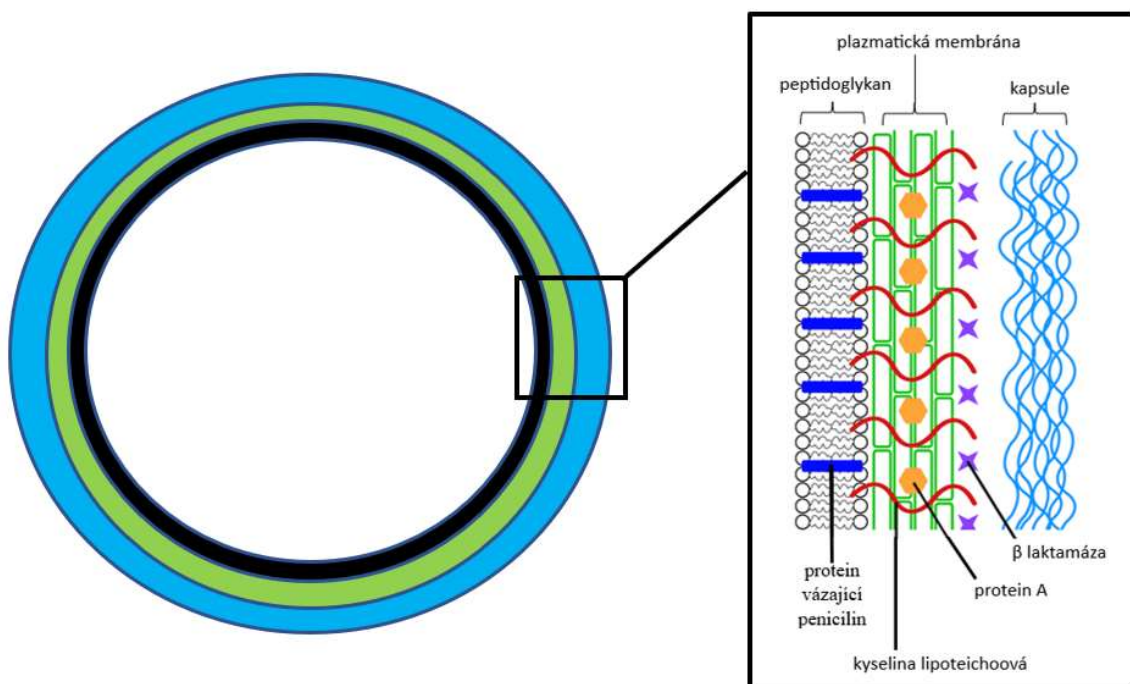 plazmatická membrána
peptidoglykan
kapsule
β laktamáza
protein
vázající
penicilin
protein A
kyselina lipoteichoová